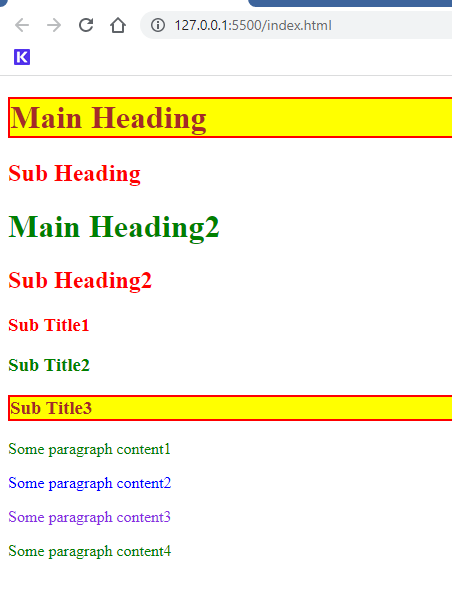 127.0.0.1:5500/index.html
K
Main Heading
Sub Heading
Main Heading2
Sub Heading2
Sub Title1
Sub Title2
Sub Title3
Some paragraph content1
Some paragraph content2
Some paragraph content3
Some paragraph content4